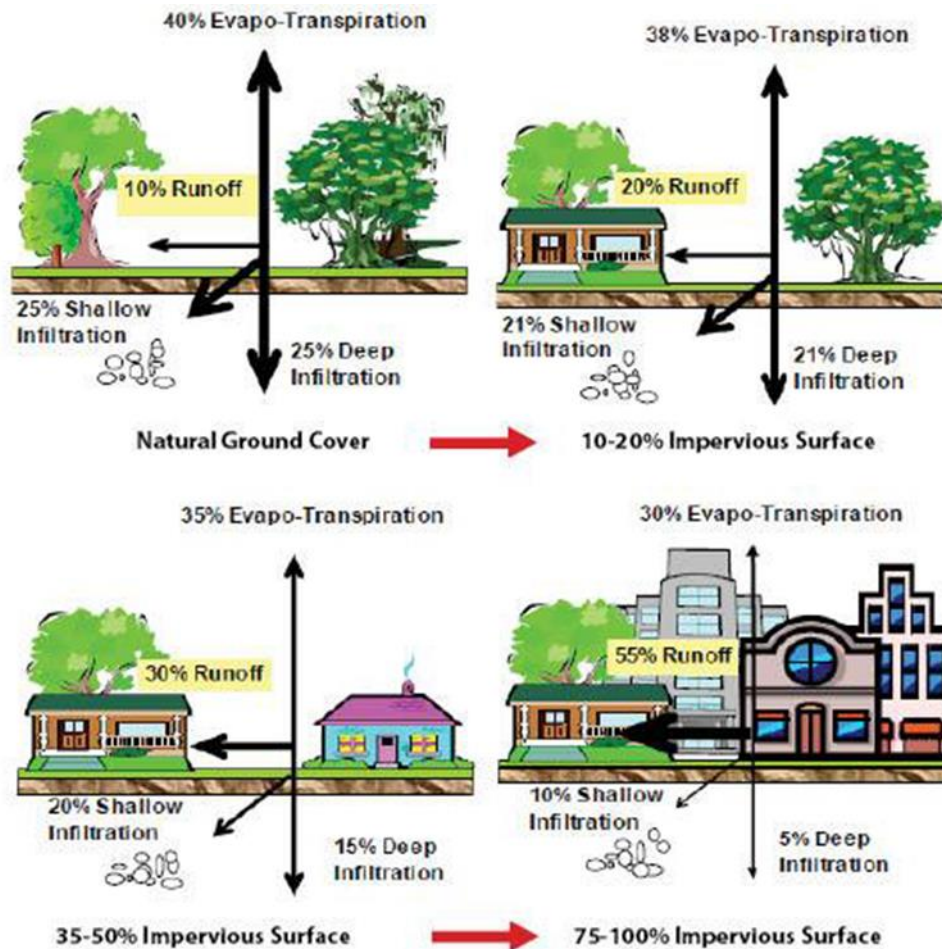 40% Evapo-Transpiration
10% Runoff
25% Shallow
Infiltration
25% Deep
Infiltration
Natural Ground Cover
38% Evapo-Transpiration
20% Runoff
21% Shallow
Infiltration
21% Deep
Infiltration
10-20% Impervious Surface
35% Evapo-Transpiration
30% Runoff
20% Shallow
Infiltration
15% Deep
Infiltration
35-50% Impervious Surface
30% Evapo-Transpiration
55% Runoff
10% Shallow
Infiltration
5% Deep
Infiltration
75-100% Impervious Surface